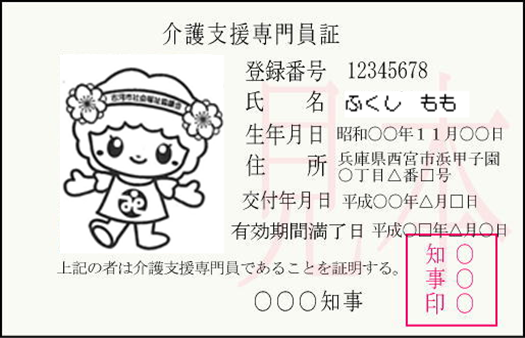 介護支援専門員証
登録番号 12345678
氏 名 ふくし もも
生年月日 昭和○○年11月○○日
住 所 兵庫県西宮市浜甲子園
○丁目△番□号
交付年月日 平成○○年△月□日
有効期間満了日 平成○□年△月○日
上記の者は介護支援専門員であることを証明する。
○○○知事
○○○
知事印
見本